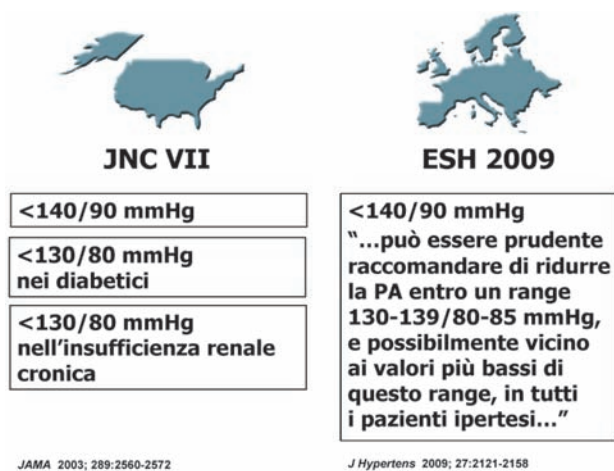 JNC VII
<140/90 mmHg
<130/80 mmHg
nei diabetici
<130/80 mmHg
nell'insufficienza renale
cronica
JAMA 2003; 289:2560-2572
ESH 2009
<140/90 mmHg
“...può essere prudente
raccomandare di ridurre
la PA entro un range
130-139/80-85 mmHg,
e possibilmente vicino
ai valori più bassi di
questo range, in tutti
i pazienti ipertesi...”
J Hypertens 2009; 27:2121-2158